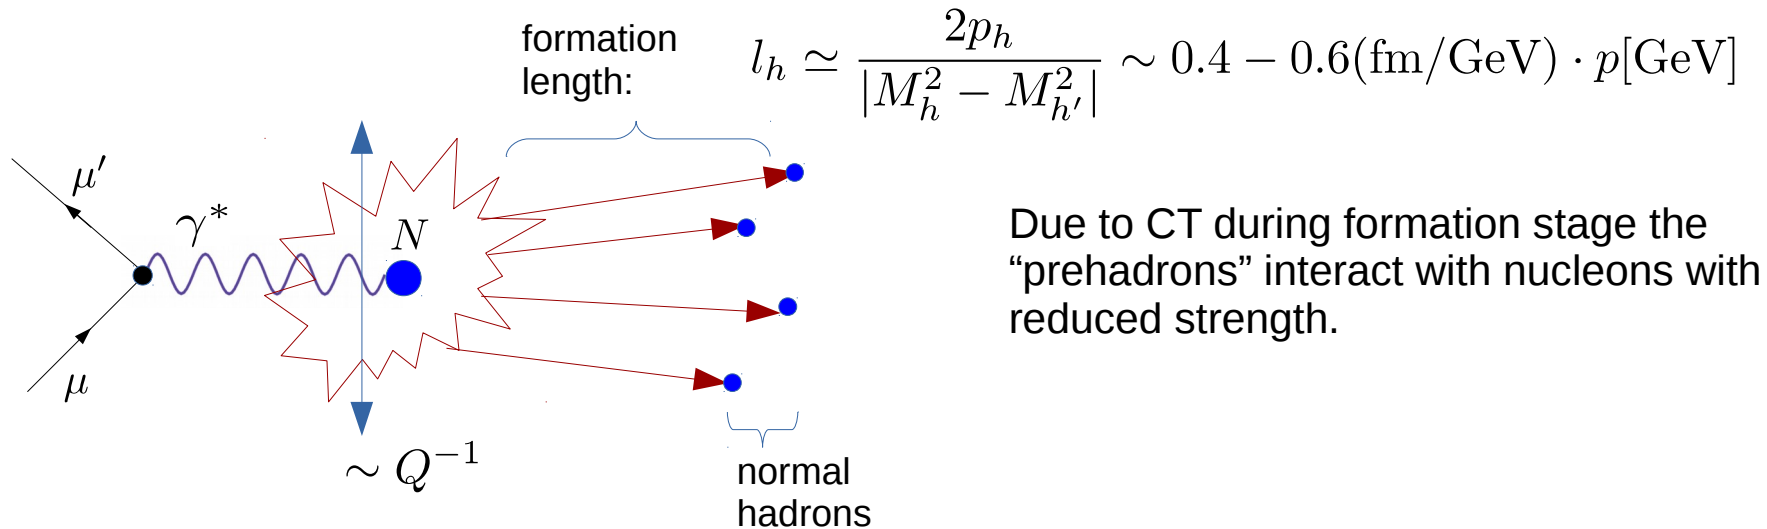 formation
length:
l_h ≃ 2p_h / |M_h^2 − M_{h′}^2| ∼ 0.4 − 0.6(fm/GeV) · p[GeV]
μ′
γ*
N
μ
∼ Q^{−1}
Due to CT during formation stage the
“prehadrons” interact with nucleons with
reduced strength.
normal
hadrons